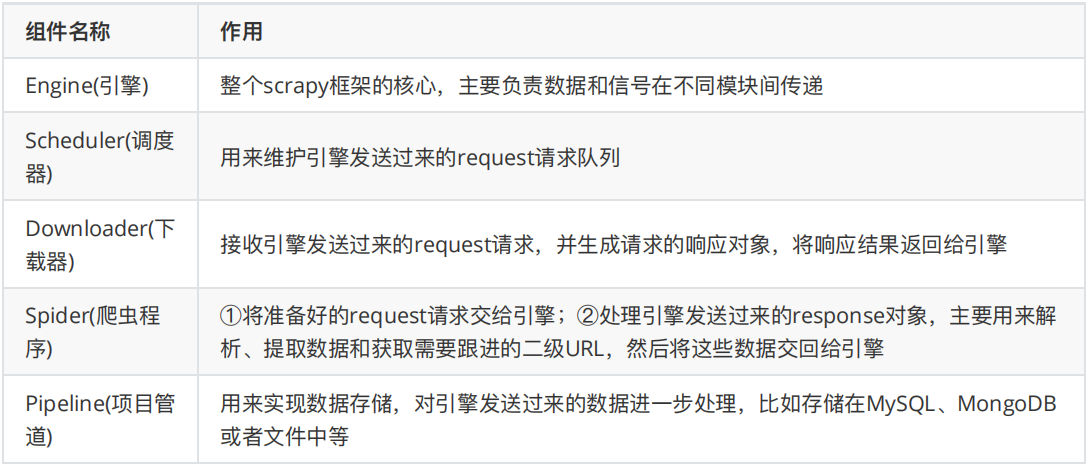 组件名称 作用
Engine(引擎) 整个scrapy框架的核心，主要负责数据和信号在不同模块间传递
Scheduler(调度
器)
用来维护引擎发送过来的request请求队列
Downloader(下
载器)
接收引擎发送过来的request请求，并生成请求的响应对象，将响应结果返回给引擎
Spider(爬虫程
序)
①将准备好的request请求交给引擎；②处理引擎发送过来的response对象，主要用来解
析、提取数据和获取需要跟进的二级URL，然后将这些数据交回给引擎
Pipeline(项目管
道)
用来实现数据存储，对引擎发送过来的数据进一步处理，比如存储在MySQL、MongoDB
或者文件中等